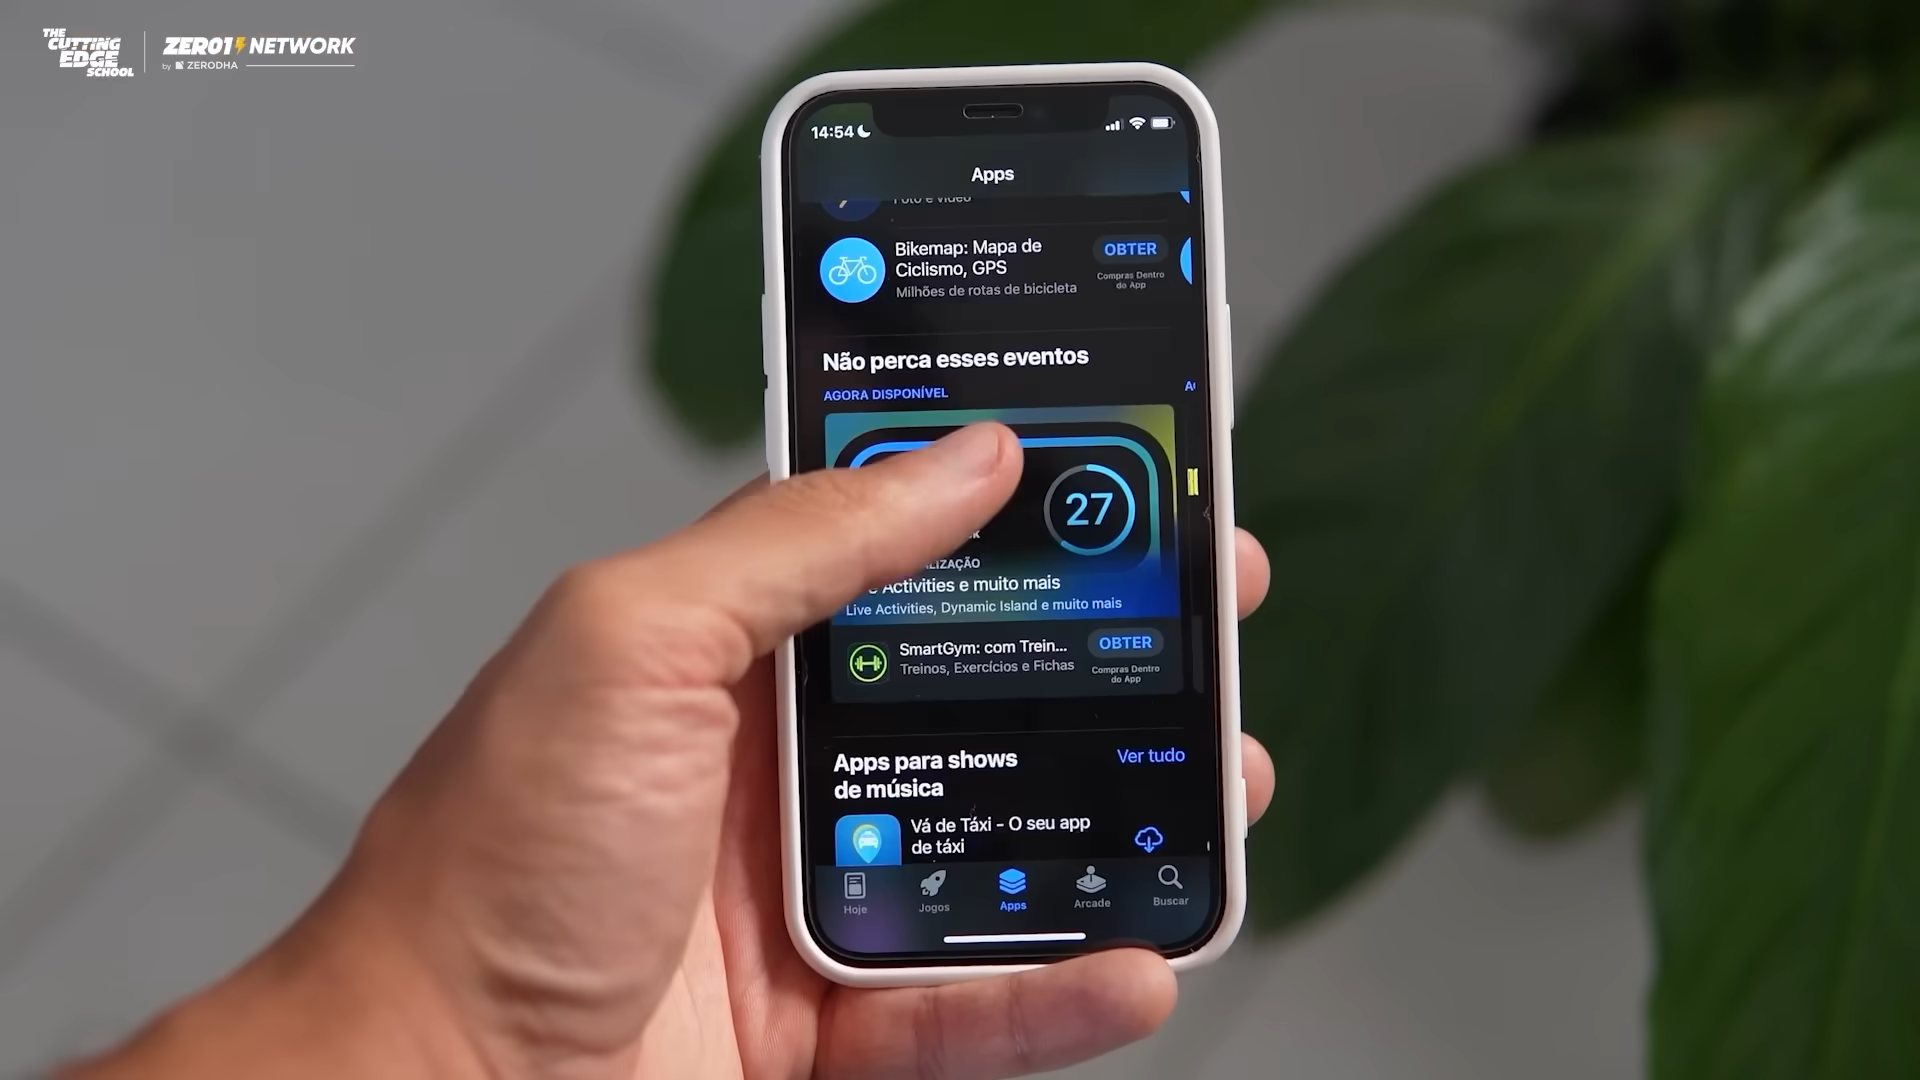 THE
CUTTING
EDGE
SCHOOL
ZERO1 NETWORK
by ZERODHA
14:54
Apps
Foto e vídeo
Bikemap: Mapa de
Ciclismo, GPS
Milhões de rotas de bicicleta
OBTER
Compras Dentro
do App
Não perca esses eventos
AGORA DISPONÍVEL
27
Activities e muito mais
Live Activities, Dynamic Island e muito mais
SmartGym: com Trein...
Treinos, Exercícios e Fichas
OBTER
Compras Dentro
do App
Apps para shows
de música
Ver tudo
Vá de Táxi - O seu app
de táxi
Hoje
Jogos
Apps
Arcade
Buscar